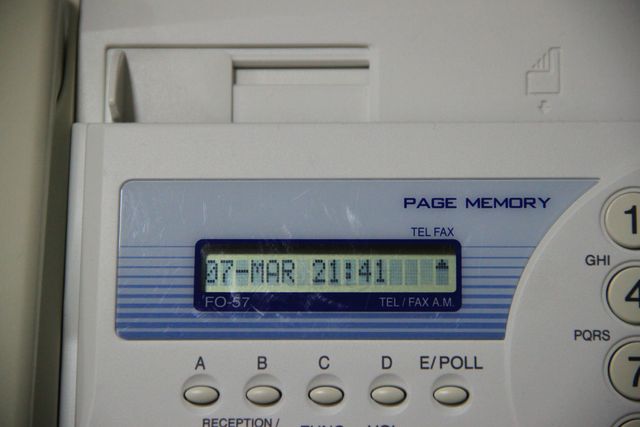 PAGE MEMORY
TEL FAX
07-MAR 21:41
FO-57 TEL / FAX A.M.
1
GHI
4
PQRS
7
A B C D E/POLL
RECEPTION /